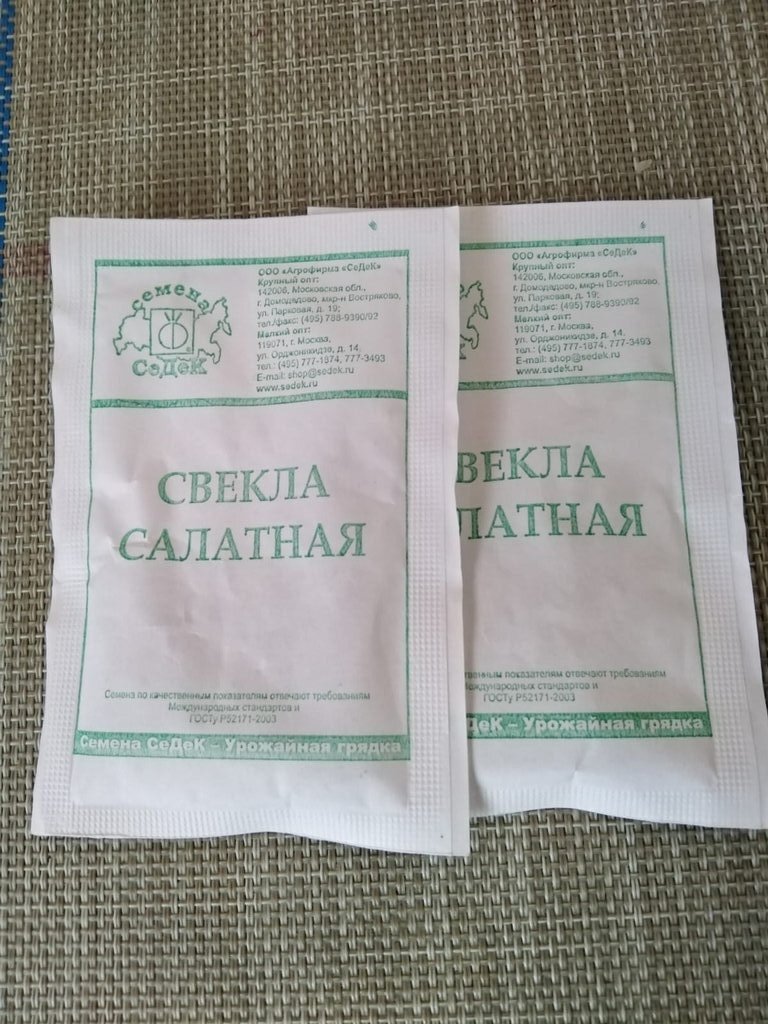 семена
СеДеК
ООО «Агрофирма «СеДеК»
Крупный опт:
142006, Московская обл.,
г. Домодедово, мкр-н Востряково,
ул. Парковая, д. 19;
тел./факс: (495) 788-9390/92
Мелкий опт:
119071, г. Москва,
ул. Орджоникидзе, д. 14,
тел.: (495) 777-1874, 777-3493
E-mail: shop@sedek.ru
www.sedek.ru
СВЕКЛА
САЛАТНАЯ
Семена по качественным показателям отвечают требованиям
Международных стандартов и
ГОСТу Р52171-2003
Семена СеДеК – Урожайная грядка
ООО «Агрофирма «СеДеК»
Крупный опт:
142006, Московская обл.,
г. Домодедово, мкр-н Востряково,
ул. Парковая, д. 19;
тел./факс: (495) 788-9390/92
Мелкий опт:
119071, г. Москва,
ул. Орджоникидзе, д. 14,
тел.: (495) 777-1874, 777-3493
E-mail: shop@sedek.ru
www.sedek.ru
ВЕКЛА
ЛАТНАЯ
твенным показателям отвечают требованиям
Международных стандартов и
ГОСТу Р52171-2003
ДеК – Урожайная грядка